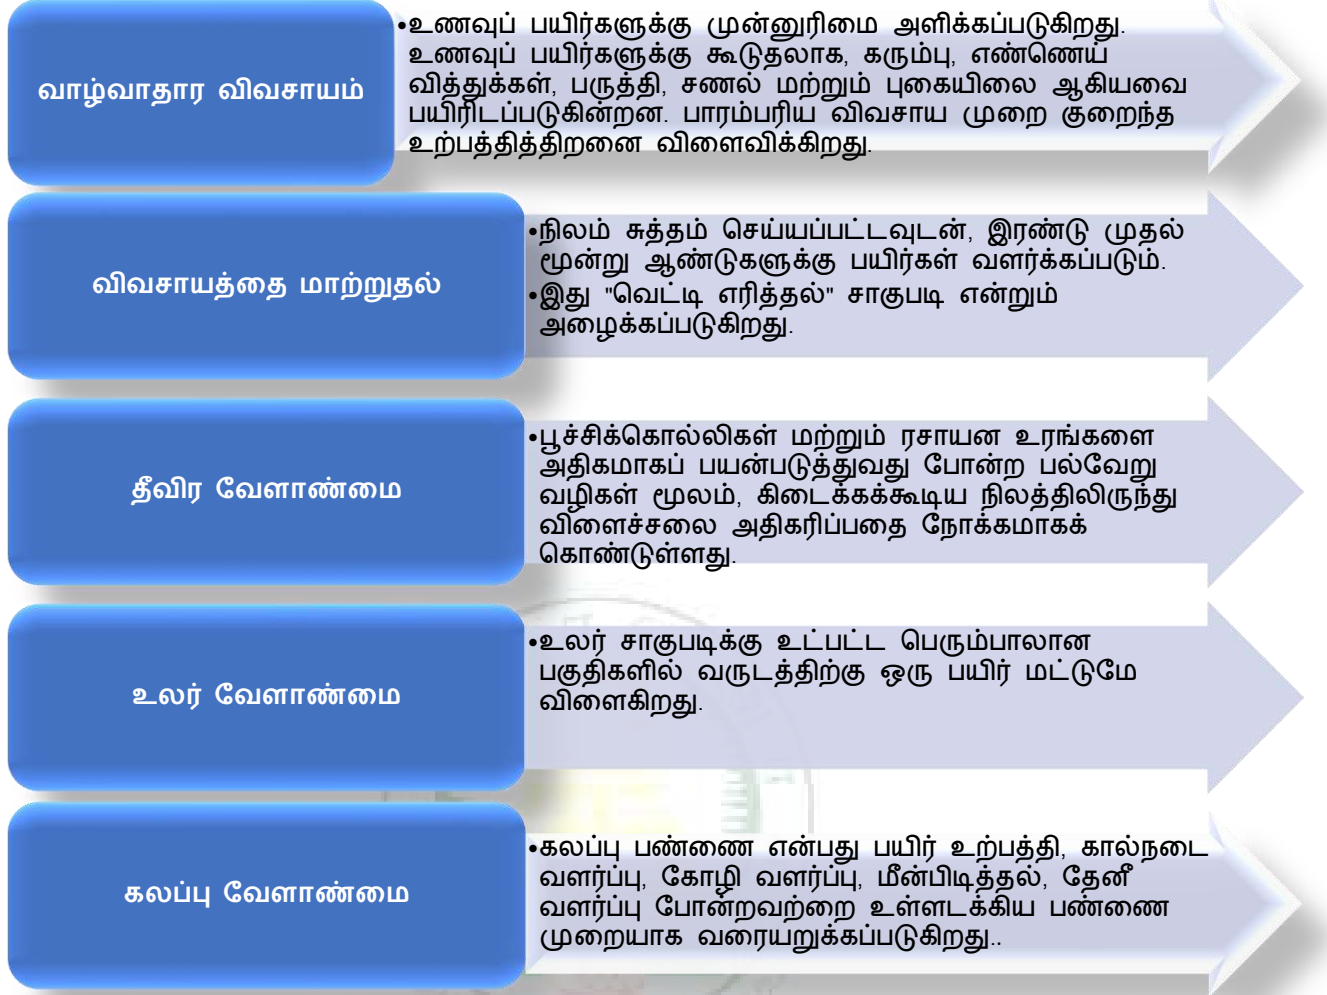 வாழ்வாதார விவசாயம்
•உணவுப் பயிர்களுக்கு முன்னுரிமை அளிக்கப்படுகிறது.
உணவுப் பயிர்களுக்கு கூடுதலாக, கரும்பு, எண்ணெய்
வித்துக்கள், பருத்தி, சணல் மற்றும் புகையிலை ஆகியவை
பயிரிடப்படுகின்றன. பாரம்பரிய விவசாய முறை குறைந்த
உற்பத்தித்திறனை விளைவிக்கிறது.
விவசாயத்தை மாற்றுதல்
•நிலம் சுத்தம் செய்யப்பட்டவுடன், இரண்டு முதல்
மூன்று ஆண்டுகளுக்கு பயிர்கள் வளர்க்கப்படும்.
•இது "வெட்டி எரித்தல்" சாகுபடி என்றும்
அழைக்கப்படுகிறது.
தீவிர வேளாண்மை
•பூச்சிக்கொல்லிகள் மற்றும் ரசாயன உரங்களை
அதிகமாகப் பயன்படுத்துவது போன்ற பல்வேறு
வழிகள் மூலம், கிடைக்கக்கூடிய நிலத்திலிருந்து
விளைச்சலை அதிகரிப்பதை நோக்கமாகக்
கொண்டுள்ளது.
உலர் வேளாண்மை
•உலர் சாகுபடிக்கு உட்பட்ட பெரும்பாலான
பகுதிகளில் வருடத்திற்கு ஒரு பயிர் மட்டுமே
விளைகிறது.
கலப்பு வேளாண்மை
•கலப்பு பண்ணை என்பது பயிர் உற்பத்தி, கால்நடை
வளர்ப்பு, கோழி வளர்ப்பு, மீன்பிடித்தல், தேனீ
வளர்ப்பு போன்றவற்றை உள்ளடக்கிய பண்ணை
முறையாக வரையறுக்கப்படுகிறது..